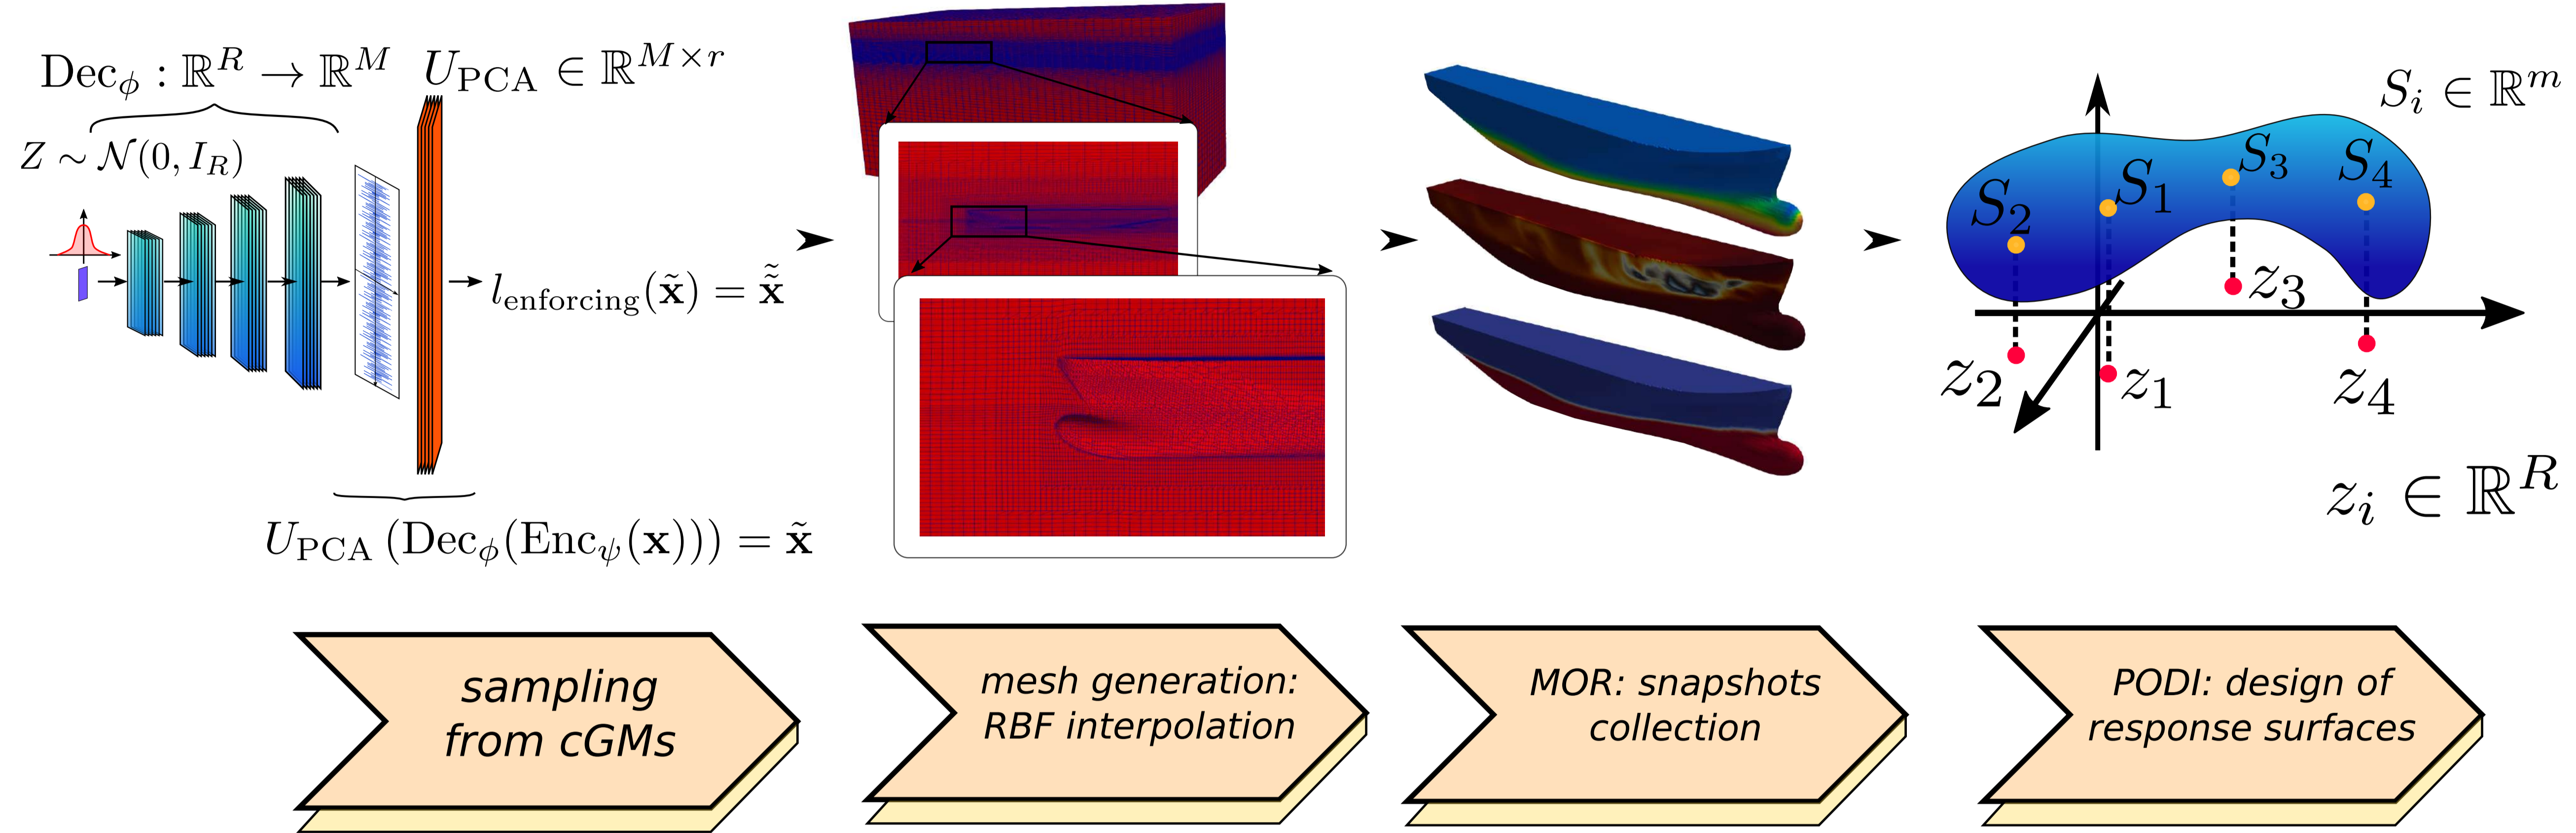 Dec_ϕ : ℝ^R → ℝ^M
U_PCA ∈ ℝ^{M×r}
Z ∼ 𝒩(0, I_R)
l_enforcing(x̃) = x̃̃
U_PCA (Dec_ϕ(Enc_ψ(x))) = x̃
S_i ∈ ℝ^m
S_1
S_2
S_3
S_4
z_1
z_2
z_3
z_4
z_i ∈ ℝ^R
sampling
from cGMs
mesh generation:
RBF interpolation
MOR: snapshots
collection
PODI: design of
response surfaces